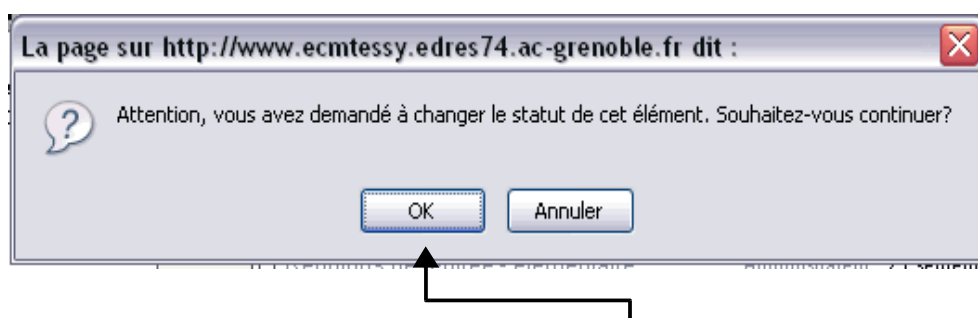 La page sur http://www.ecmtessy.edres74.ac-grenoble.fr dit :
Attention, vous avez demandé à changer le statut de cet élément. Souhaitez-vous continuer?
OK
Annuler